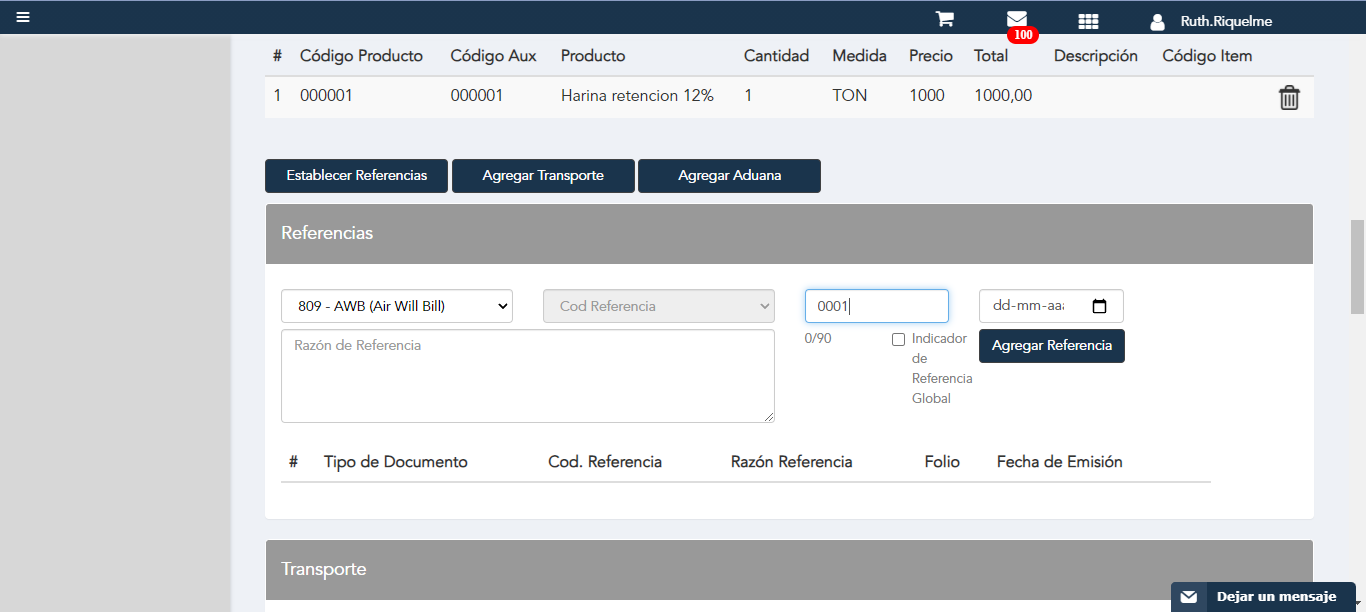 100
Ruth.Riquelme
# Código Producto Código Aux Producto Cantidad Medida Precio Total Descripción Código Item
1 000001 000001 Harina retencion 12% 1 TON 1000 1000,00
Establecer Referencias Agregar Transporte Agregar Aduana
Referencias
809 - AWB (Air Will Bill) Cod Referencia 0001 dd-mm-aaa
Razón de Referencia 0/90 Indicador de Referencia Global Agregar Referencia
# Tipo de Documento Cod. Referencia Razón Referencia Folio Fecha de Emisión
Transporte
Dejar un mensaje